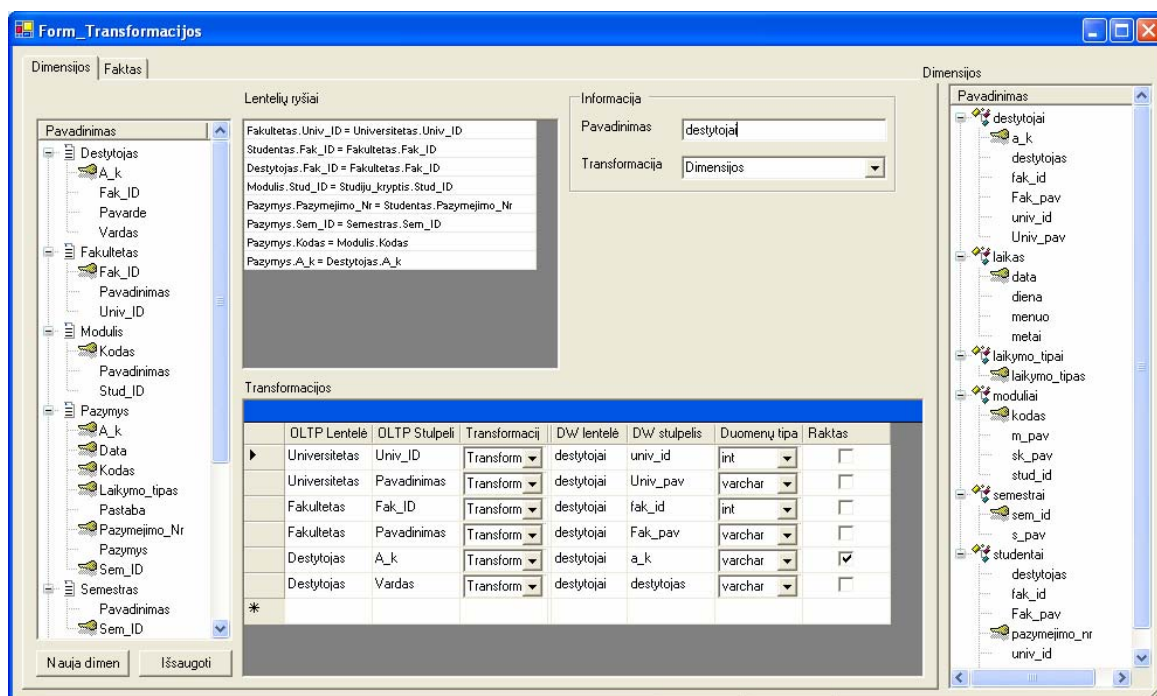 Form_Transformacijos
Dimensijos
Faktas
Pavadinimas
Destytojas
A_k
Fak_ID
Pavarde
Vardas
Fakultetas
Fak_ID
Pavadinimas
Univ_ID
Modulis
Kodas
Pavadinimas
Stud_ID
Pazymys
A_k
Data
Kodas
Laikymo_tipas
Pastaba
Pazymejimo_Nr
Pazymys
Sem_ID
Semestras
Pavadinimas
Sem_ID
Nauja dimen
Išsaugoti
Lentelių ryšiai
Fakultetas.Univ_ID = Universitetas.Univ_ID
Studentas.Fak_ID = Fakultetas.Fak_ID
Destytojas.Fak_ID = Fakultetas.Fak_ID
Modulis.Stud_ID = Studiju_kryptis.Stud_ID
Pazymys.Pazymejimo_Nr = Studentas.Pazymejimo_Nr
Pazymys.Sem_ID = Semestras.Sem_ID
Pazymys.Kodas = Modulis.Kodas
Pazymys.A_k = Destytojas.A_k
Informacija
Pavadinimas destytojai
Transformacija Dimensijos
Transformacijos
OLTP Lentelė OLTP Stulpeli Transformacij DW lentelė DW stulpelis Duomenų tipa Raktas
Universitetas Univ_ID Transform destytojai univ_id int
Universitetas Pavadinimas Transform destytojai Univ_pav varchar
Fakultetas Fak_ID Transform destytojai fak_id int
Fakultetas Pavadinimas Transform destytojai Fak_pav varchar
Destytojas A_k Transform destytojai a_k varchar
Destytojas Vardas Transform destytojai destytojas varchar
Dimensijos
Pavadinimas
destytojai
a_k
destytojas
fak_id
Fak_pav
univ_id
Univ_pav
laikas
data
diena
menuo
metai
laikymo_tipai
laikymo_tipas
moduliai
kodas
m_pav
sk_pav
stud_id
semestrai
sem_id
s_pav
studentai
destytojas
fak_id
Fak_pav
pazymejimo_nr
univ_id